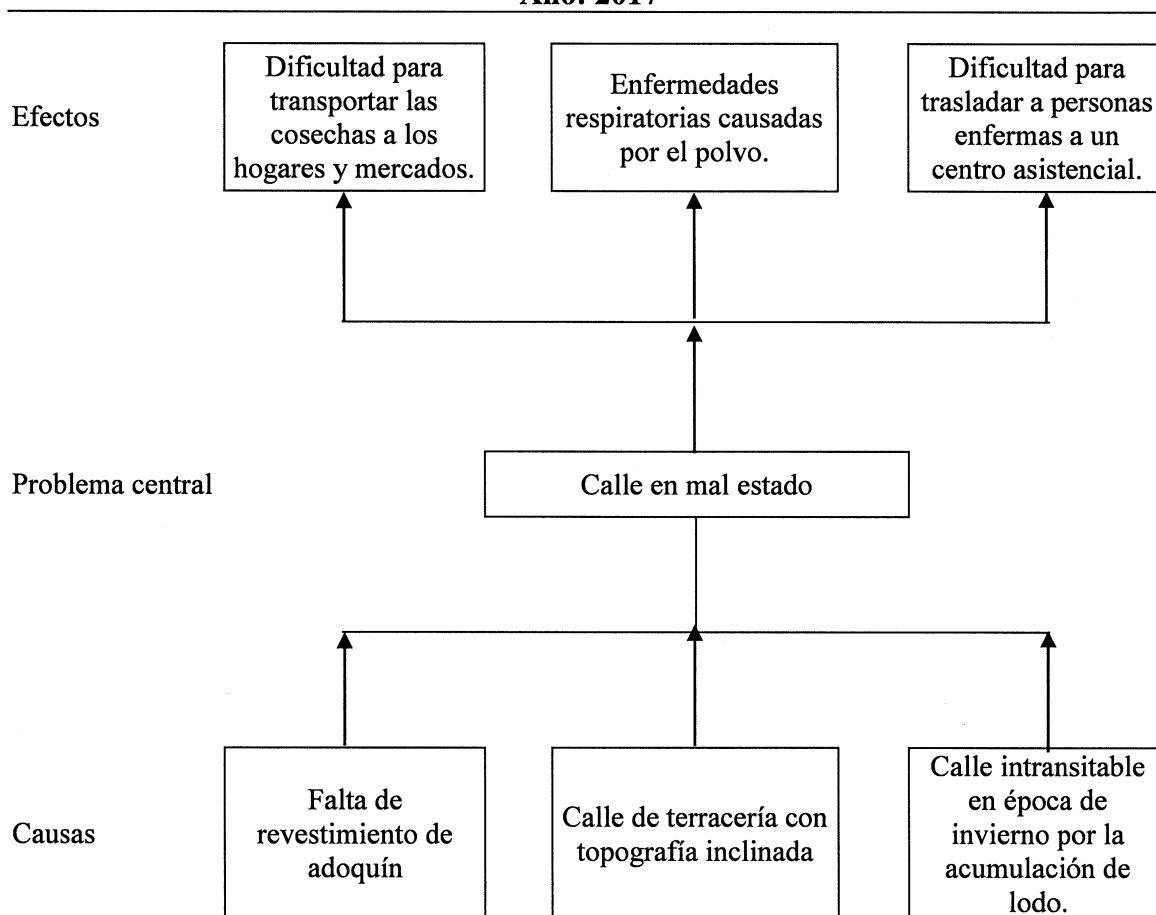 Año: 2017
Efectos
Dificultad para
transportar las
cosechas a los
hogares y mercados.
Enfermedades
respiratorias causadas
por el polvo.
Dificultad para
trasladar a personas
enfermas a un
centro asistencial.
Problema central
Calle en mal estado
Causas
Falta de
revestimiento de
adoquín
Calle de terracería con
topografía inclinada
Calle intransitable
en época de
invierno por la
acumulación de
lodo.